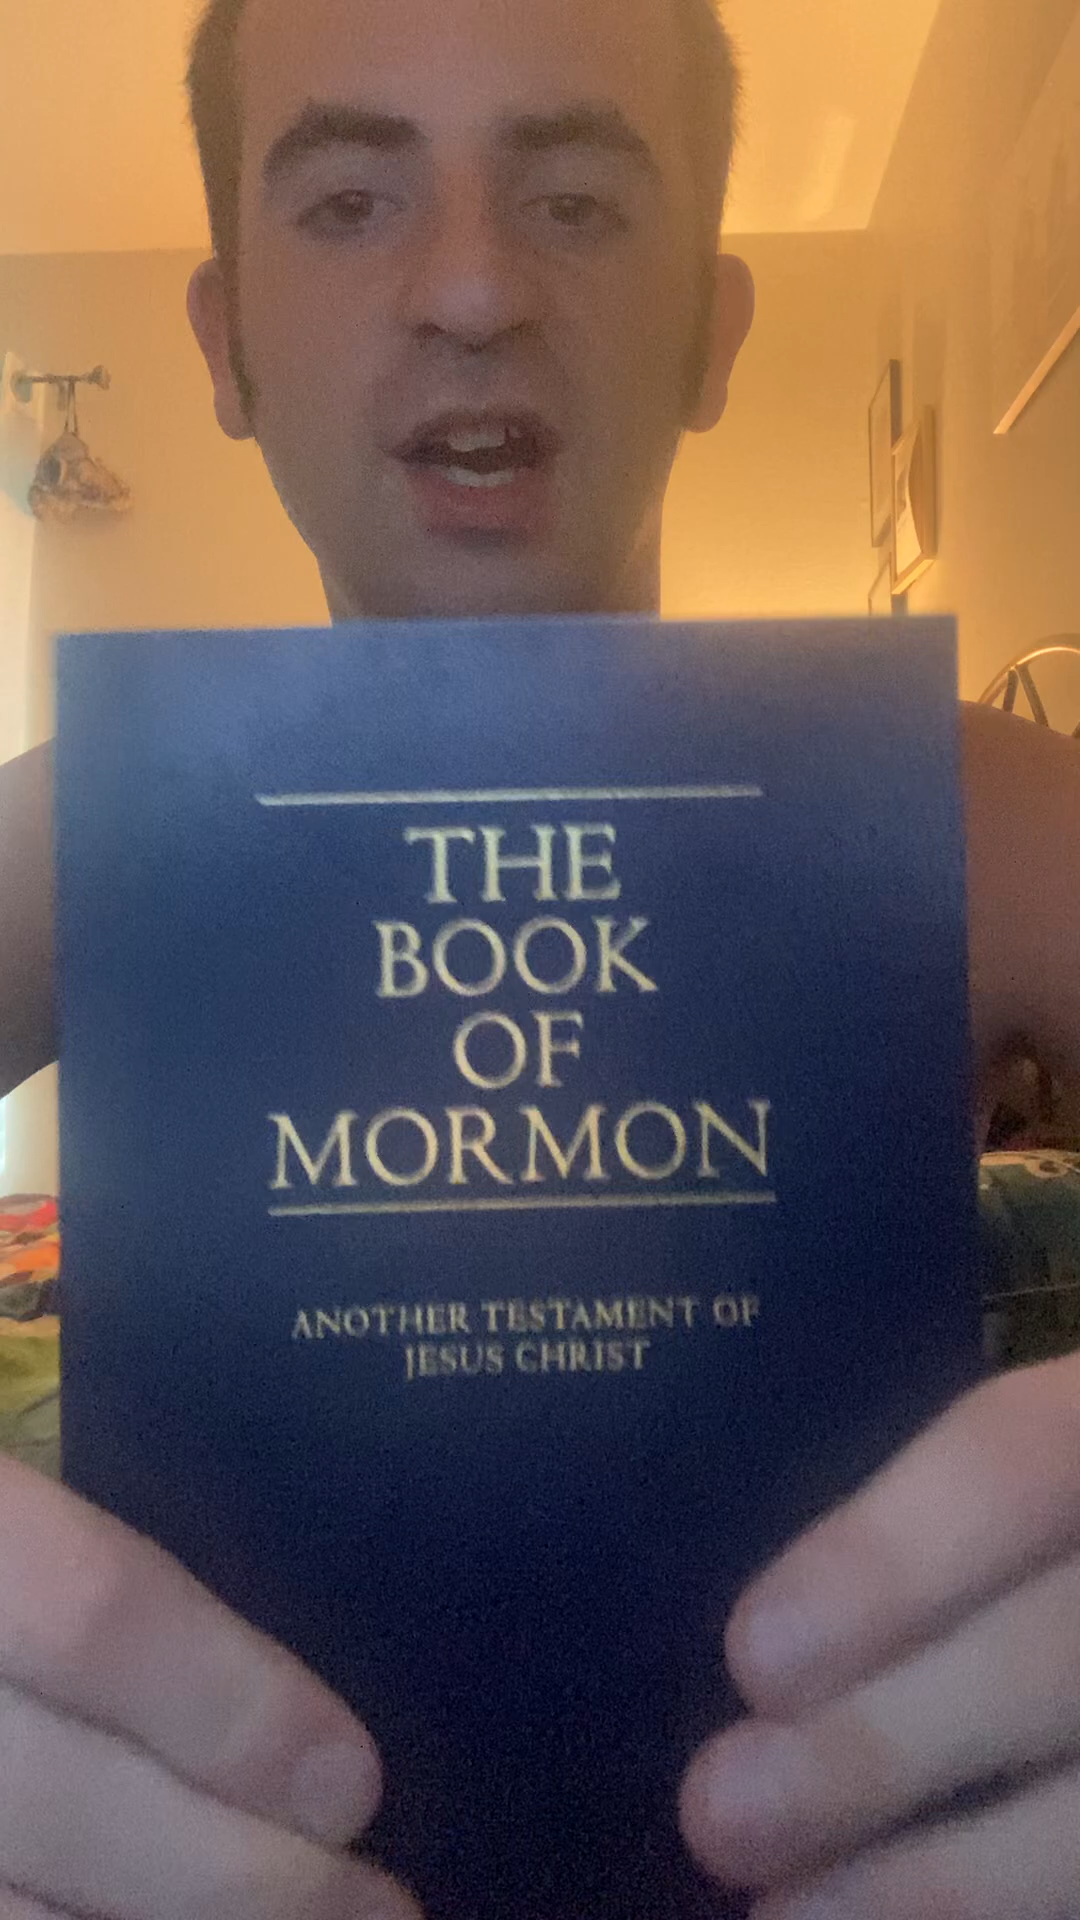 THE
BOOK
OF
MORMON
ANOTHER TESTAMENT OF
JESUS CHRIST